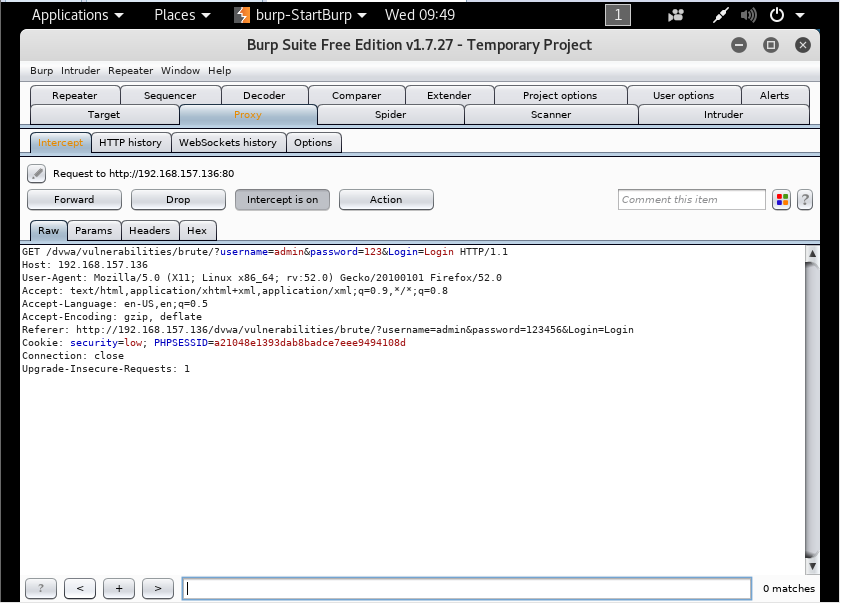 Applications Places burp-StartBurp Wed 09:49 1
Burp Suite Free Edition v1.7.27 - Temporary Project
Burp Intruder Repeater Window Help
Repeater Sequencer Decoder Comparer Extender Project options User options Alerts
Target Proxy Spider Scanner Intruder
Intercept HTTP history WebSockets history Options
Request to http://192.168.157.136:80
Forward Drop Intercept is on Action Comment this item ?
Raw Params Headers Hex
GET /dvwa/vulnerabilities/brute/?username=admin&password=123&Login=Login HTTP/1.1
Host: 192.168.157.136
User-Agent: Mozilla/5.0 (X11; Linux x86_64; rv:52.0) Gecko/20100101 Firefox/52.0
Accept: text/html,application/xhtml+xml,application/xml;q=0.9,*/*;q=0.8
Accept-Language: en-US,en;q=0.5
Accept-Encoding: gzip, deflate
Referer: http://192.168.157.136/dvwa/vulnerabilities/brute/?username=admin&password=123456&Login=Login
Cookie: security=low; PHPSESSID=a21048e1393dab8badce7eee9494108d
Connection: close
Upgrade-Insecure-Requests: 1
? < + > 0 matches